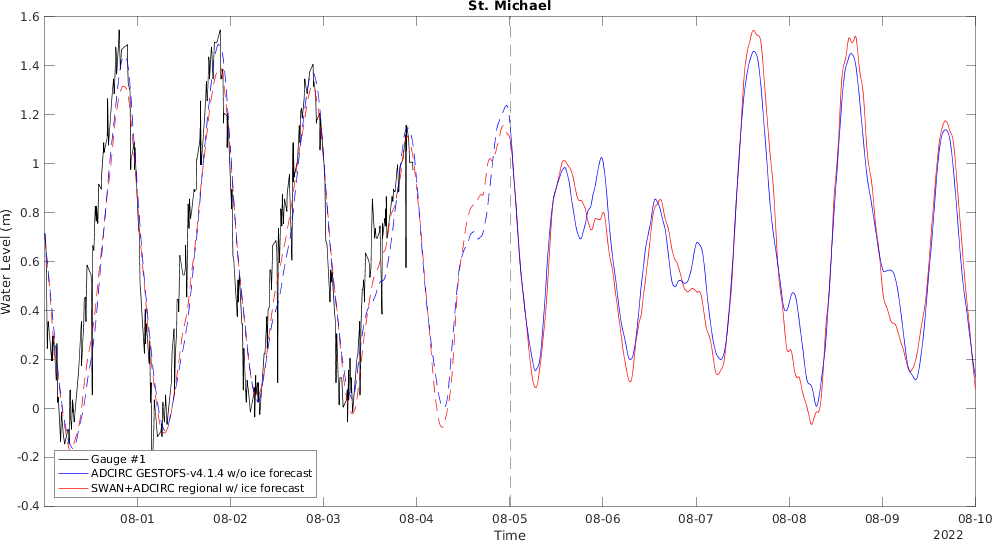 St. Michael
1.6
1.4
1.2
1
0.8
0.6
0.4
0.2
0
-0.2
-0.4
Water Level (m)
Gauge #1
ADCIRC GESTOFS-v4.1.4 w/o ice forecast
SWAN+ADCIRC regional w/ ice forecast
08-01 08-02 08-03 08-04 08-05 08-06 08-07 08-08 08-09 08-10
Time
2022